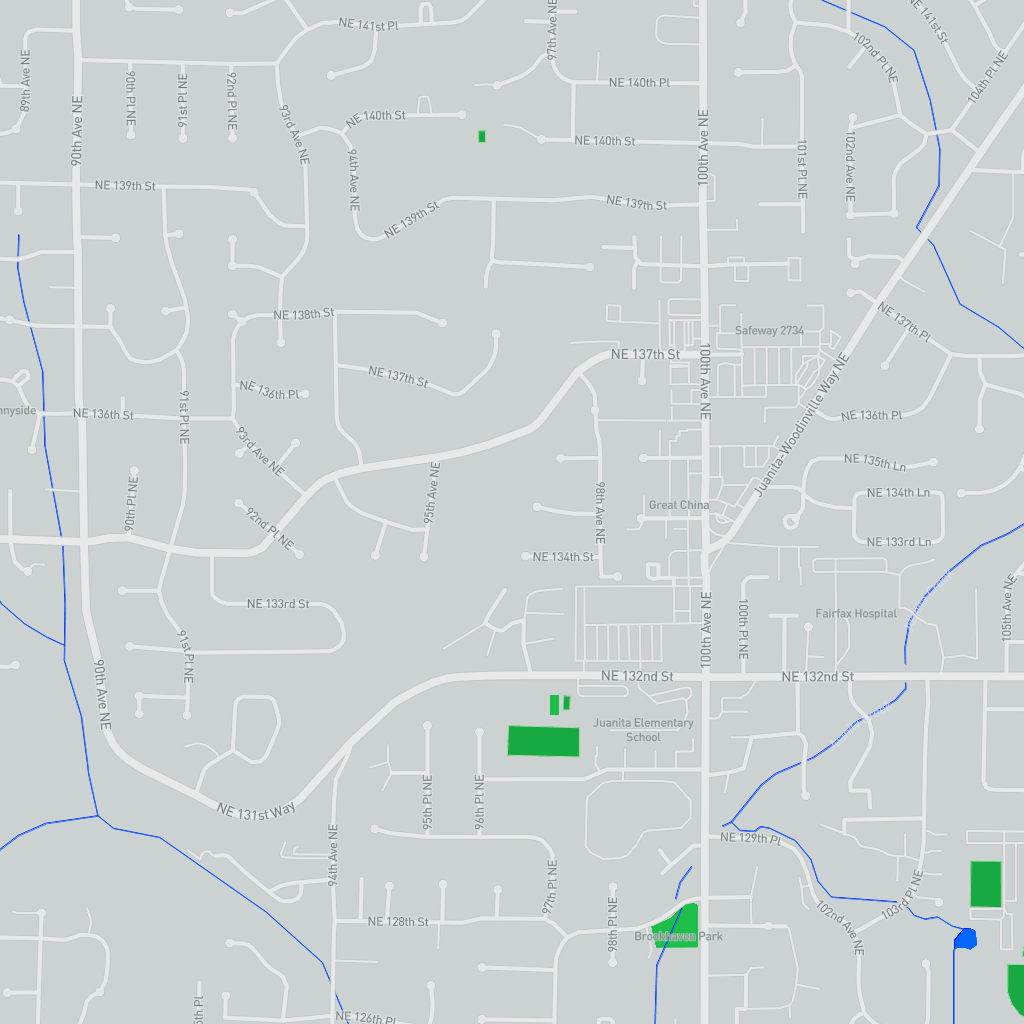 NE 141st Pl
97th Ave NE
NE 141st St
102nd Pl NE
104th Pl NE
89th Ave NE
90th Pl NE
91st Pl NE
92nd Pl NE
90th Ave NE
93rd Ave NE
NE 140th St
NE 140th Pl
NE 140th St
100th Ave NE
101st Pl NE
102nd Ave NE
94th Ave NE
NE 139th St
NE 139th St
NE 139th St
NE 138th St
NE 137th St
Safeway 2734
NE 137th Pl
NE 137th St
NE 136th Pl
100th Ave NE
Juanita-Woodinville Way NE
NE 136th Pl
nnyside
NE 136th St
91st Pl NE
93rd Ave NE
NE 135th Ln
90th Pl NE
95th Ave NE
98th Ave NE
Great China
NE 134th Ln
92nd Pl NE
NE 134th St
NE 133rd Ln
NE 133rd St
100th Ave NE
100th Pl NE
Fairfax Hospital
105th Ave NE
91st Pl NE
90th Ave NE
NE 132nd St
NE 132nd St
Juanita Elementary
School
NE 131st Way
95th Pl NE
96th Pl NE
94th Ave NE
NE 129th Pl
97th Pl NE
98th Pl NE
NE 128th St
102nd Ave NE
103rd Pl NE
Brookhaven Park
5th Pl
NE 126th Pl